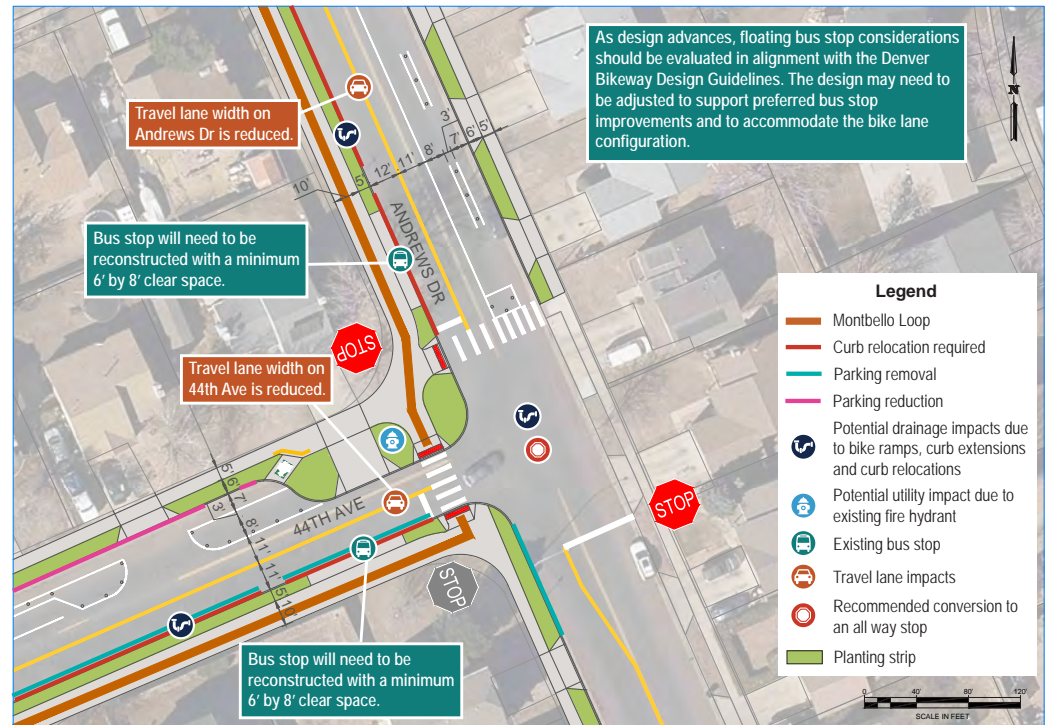 As design advances, floating bus stop considerations
should be evaluated in alignment with the Denver
Bikeway Design Guidelines. The design may need to
be adjusted to support preferred bus stop
improvements and to accommodate the bike lane
configuration.
N
Travel lane width on
Andrews Dr is reduced.
10'
5'
12'
11'
8'
3'
7'
6'
5'
ANDREWS DR
Bus stop will need to be
reconstructed with a minimum
6' by 8' clear space.
STOP
Travel lane width on
44th Ave is reduced.
5'
6'
7'
3'
8'
11'
11'
5'
10'
44TH AVE
STOP
STOP
Bus stop will need to be
reconstructed with a minimum
6' by 8' clear space.
Legend
Montbello Loop
Curb relocation required
Parking removal
Parking reduction
Potential drainage impacts due
to bike ramps, curb extensions
and curb relocations
Potential utility impact due to
existing fire hydrant
Existing bus stop
Travel lane impacts
Recommended conversion to
an all way stop
Planting strip
0 40' 80' 120'
SCALE IN FEET